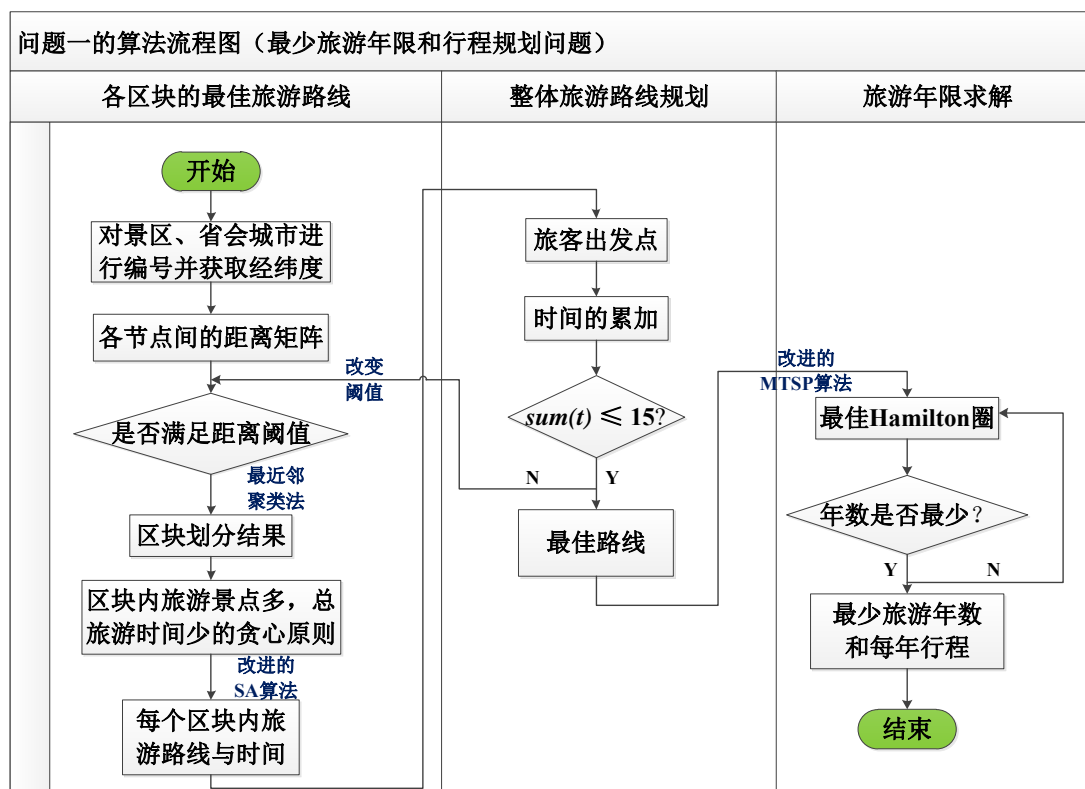 问题一的算法流程图（最少旅游年限和行程规划问题）
各区块的最佳旅游路线
整体旅游路线规划
旅游年限求解
开始
对景区、省会城市进
行编号并获取经纬度
各节点间的距离矩阵
改变
阈值
是否满足距离阈值
最近邻
聚类法
区块划分结果
区块内旅游景点多，总
旅游时间少的贪心原则
改进的
SA算法
每个区块内旅
游路线与时间
旅客出发点
时间的累加
sum(t) ≤ 15?
N
Y
最佳路线
改进的
MTSP算法
最佳Hamilton圈
年数是否最少？
Y
N
最少旅游年数
和每年行程
结束